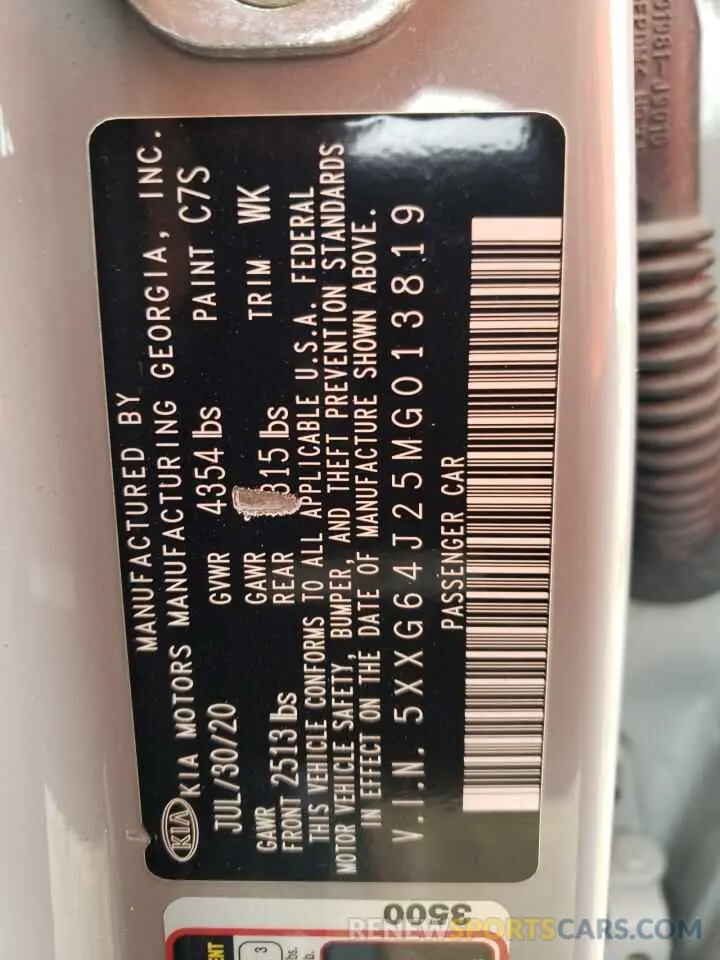 MANUFACTURED BY
KIA KIA MOTORS MANUFACTURING GEORGIA, INC.
JUL/30/20 GVWR 4354 lbs PAINT C7S
GAWR FRONT 2513 lbs GAWR REAR 315 lbs TRIM WK
THIS VEHICLE CONFORMS TO ALL APPLICABLE U.S.A. FEDERAL
MOTOR VEHICLE SAFETY, BUMPER, AND THEFT PREVENTION STANDARDS
IN EFFECT ON THE DATE OF MANUFACTURE SHOWN ABOVE.
V.I.N. 5XXG64J25MG013819
PASSENGER CAR
3500
3
RENEWSPORTSCARS.COM